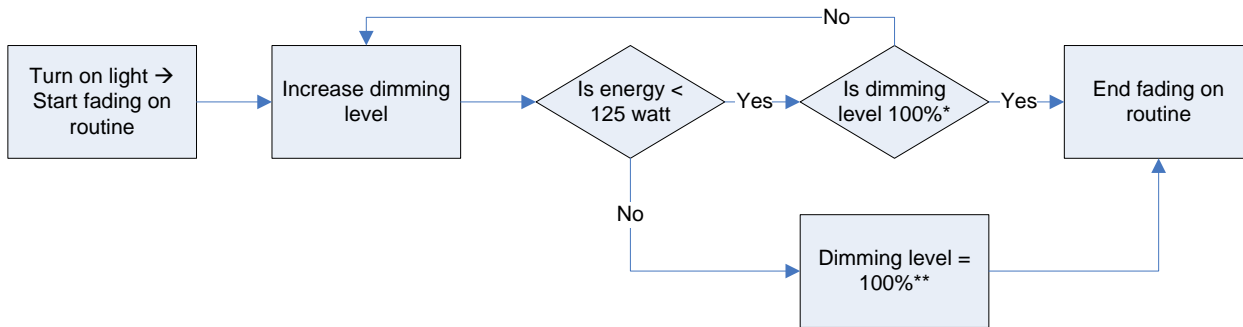 No
Turn on light →
Start fading on
routine
Increase dimming
level
Is energy <
125 watt
Yes
Is dimming
level 100%*
Yes
End fading on
routine
No
Dimming level =
100%**